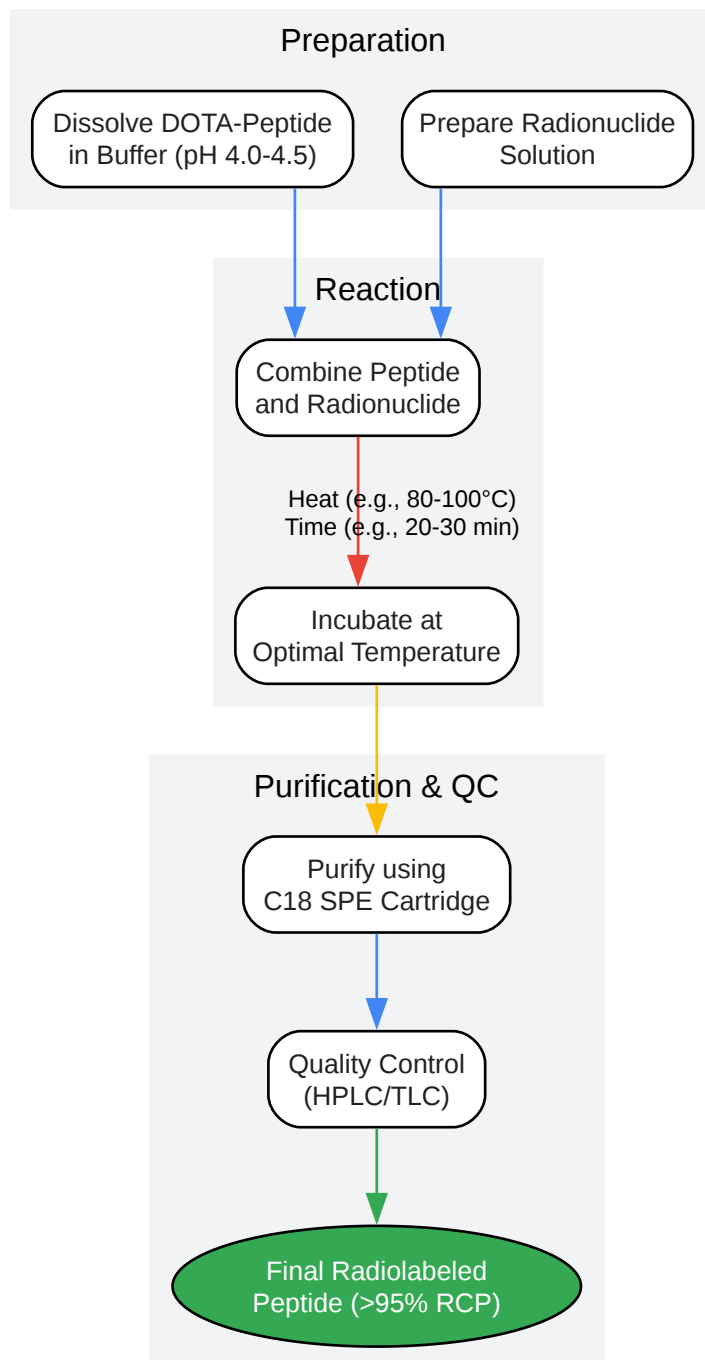 Preparation
Dissolve DOTA-Peptide
in Buffer (pH 4.0-4.5)
Prepare Radionuclide
Solution
Reaction
Combine Peptide
and Radionuclide
Heat (e.g., 80-100°C)
Time (e.g., 20-30 min)
Incubate at
Optimal Temperature
Purification & QC
Purify using
C18 SPE Cartridge
Quality Control
(HPLC/TLC)
Final Radiolabeled
Peptide (>95% RCP)